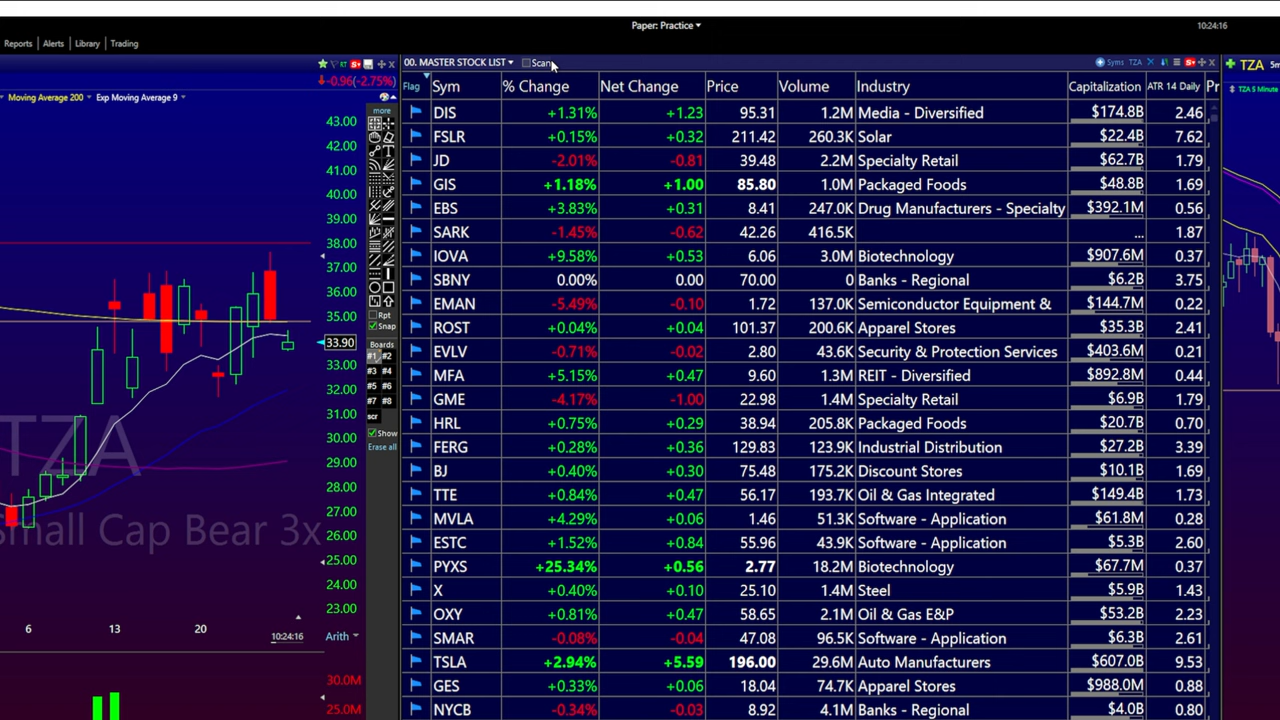 Paper: Practice
10:24:16
Reports Alerts Library Trading
00. MASTER STOCK LIST Scan
Syms TZA
TZA 5m
-0.96(-2.75%)
Moving Average 200 Exp Moving Average 9
TZA 5 Minute
Flag Sym % Change Net Change Price Volume Industry Capitalization ATR 14 Daily Pr
DIS +1.31% +1.23 95.31 1.2M Media - Diversified $174.8B 2.46
FSLR +0.15% +0.32 211.42 260.3K Solar $22.4B 7.62
JD -2.01% -0.81 39.48 2.2M Specialty Retail $62.7B 1.79
GIS +1.18% +1.00 85.80 1.0M Packaged Foods $48.8B 1.69
EBS +3.83% +0.31 8.41 247.0K Drug Manufacturers - Specialty $392.1M 0.56
SARK -1.45% -0.62 42.26 416.5K ... 1.87
IOVA +9.58% +0.53 6.06 3.0M Biotechnology $907.6M 0.37
SBNY 0.00% 0.00 70.00 0 Banks - Regional $6.2B 3.75
EMAN -5.49% -0.10 1.72 137.0K Semiconductor Equipment & $144.7M 0.22
ROST +0.04% +0.04 101.37 200.6K Apparel Stores $35.3B 2.41
EVLV -0.71% -0.02 2.80 43.6K Security & Protection Services $403.6M 0.21
MFA +5.15% +0.47 9.60 1.3M REIT - Diversified $892.8M 0.44
GME -4.17% -1.00 22.98 1.4M Specialty Retail $6.9B 1.79
HRL +0.75% +0.29 38.94 205.8K Packaged Foods $20.7B 0.70
FERG +0.28% +0.36 129.83 123.9K Industrial Distribution $27.2B 3.39
BJ +0.40% +0.30 75.48 175.2K Discount Stores $10.1B 1.69
TTE +0.84% +0.47 56.17 193.7K Oil & Gas Integrated $149.4B 1.73
MVLA +4.29% +0.06 1.46 51.3K Software - Application $61.8M 0.28
ESTC +1.52% +0.84 55.96 43.9K Software - Application $5.3B 2.60
PYXS +25.34% +0.56 2.77 18.2M Biotechnology $67.7M 0.37
X +0.40% +0.10 25.10 1.4M Steel $5.9B 1.43
OXY +0.81% +0.47 58.65 2.1M Oil & Gas E&P $53.2B 2.23
SMAR -0.08% -0.04 47.08 96.5K Software - Application $6.3B 2.61
TSLA +2.94% +5.59 196.00 29.6M Auto Manufacturers $607.0B 9.53
GES +0.33% +0.06 18.04 74.7K Apparel Stores $988.0M 0.88
NYCB -0.34% -0.03 8.92 4.1M Banks - Regional $4.0B 0.80
43.00
42.00
41.00
40.00
39.00
38.00
37.00
36.00
35.00
33.90
33.00
32.00
31.00
30.00
29.00
28.00
27.00
26.00
25.00
24.00
23.00
more
Rpt
Snap
Boards
#1 #2
#3 #4
#5 #6
#7 #8
scr
Show
Erase all
TZA
Small Cap Bear 3x
6 13 20 10:24:16 Arith
30.0M
25.0M